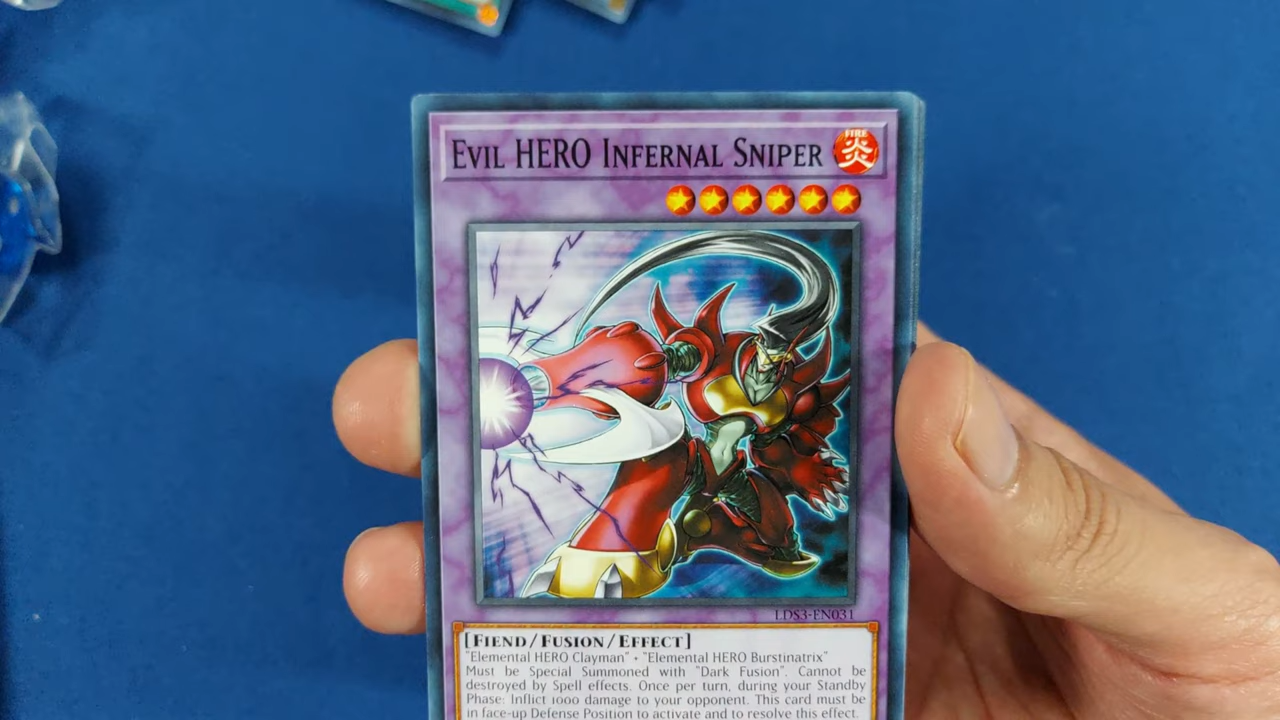 EVIL HERO INFERNAL SNIPER
FIRE
炎
LDS3-EN031
[FIEND/FUSION/EFFECT]
"Elemental HERO Clayman" + "Elemental HERO Burstinatrix"
Must be Special Summoned with "Dark Fusion". Cannot be
destroyed by Spell effects. Once per turn, during your Standby
Phase: Inflict 1000 damage to your opponent. This card must be
in face-up Defense Position to activate and to resolve this effect.